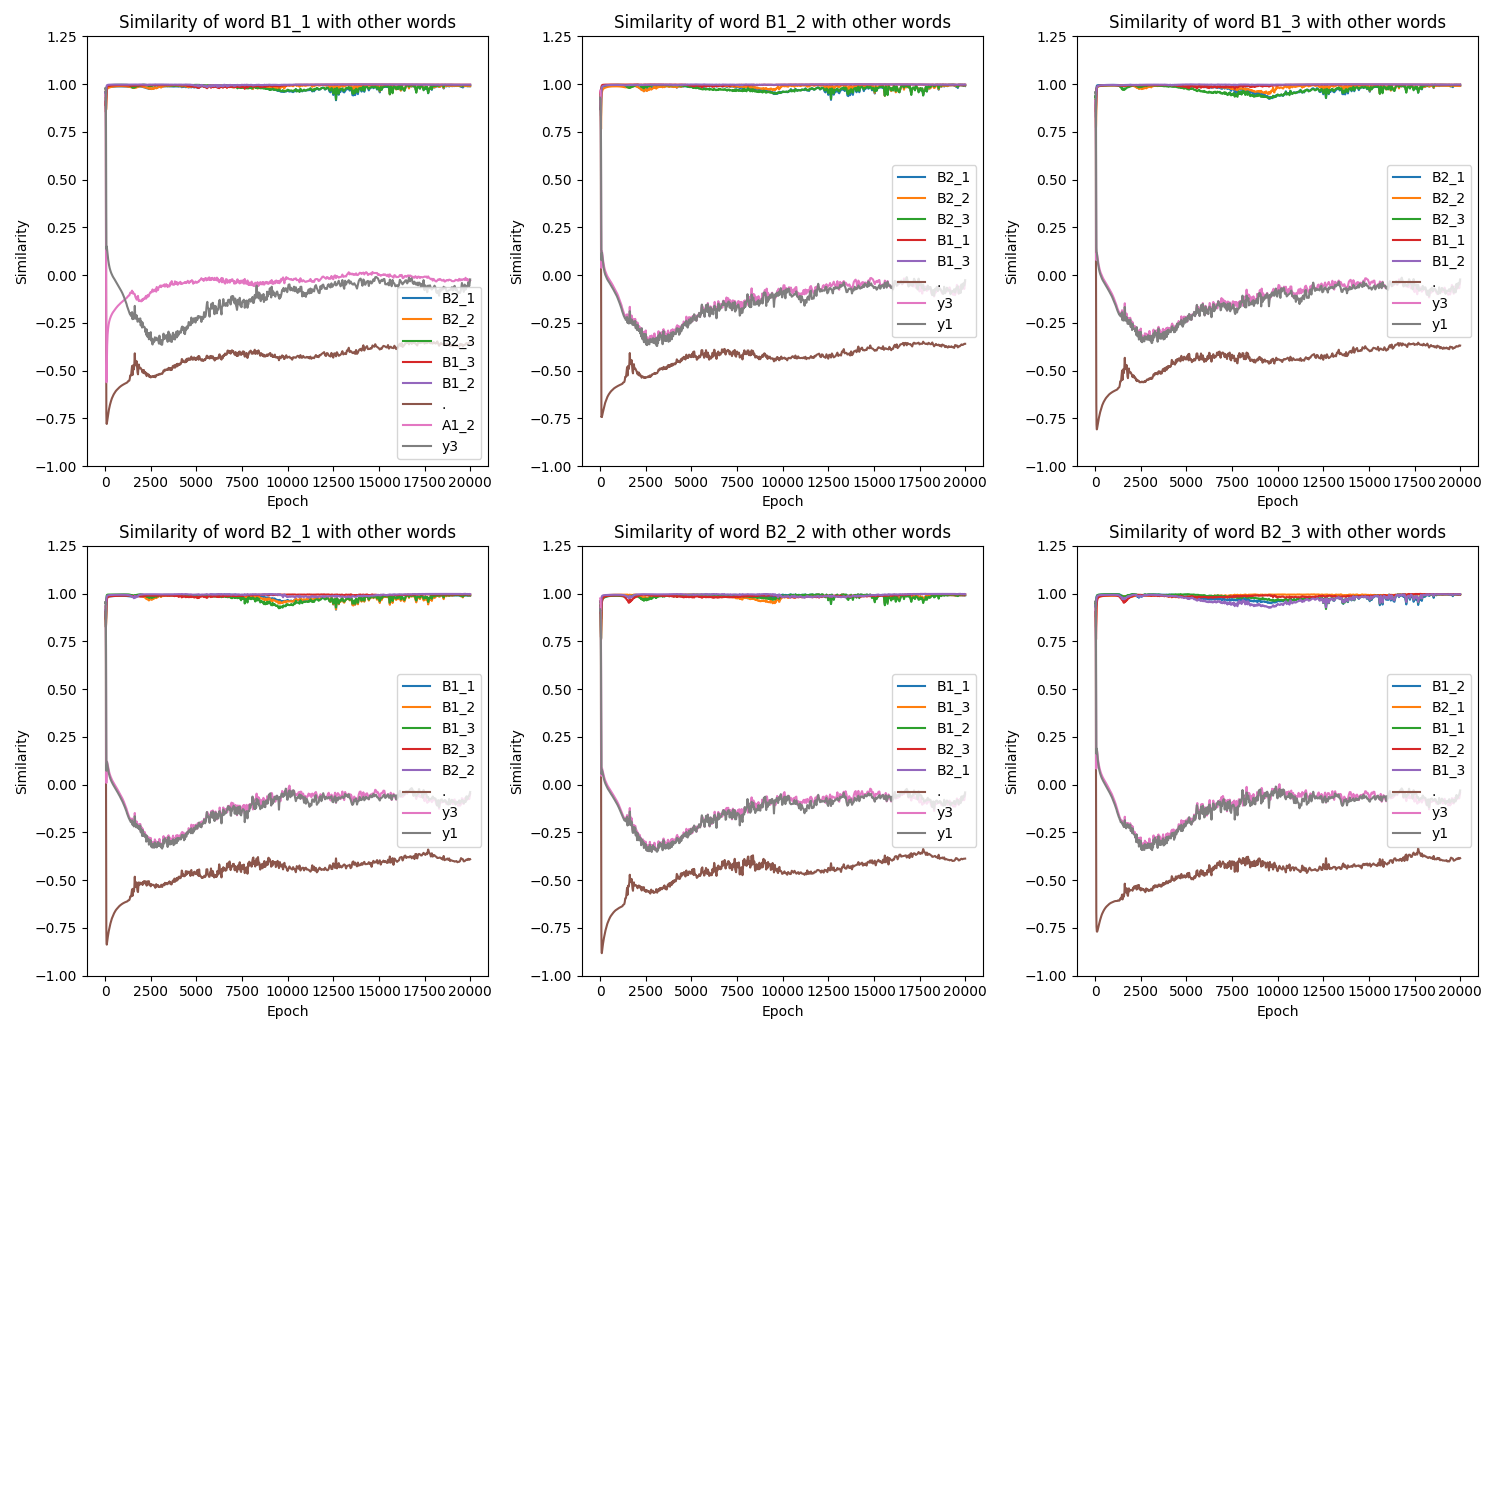 Similarity of word B1_1 with other words
1.25
1.00
0.75
0.50
0.25
0.00
−0.25
−0.50
−0.75
−1.00
Similarity
0 2500 5000 7500 10000 12500 15000 17500 20000
Epoch
B2_1
B2_2
B2_3
B1_3
B1_2
.
A1_2
y3
Similarity of word B1_2 with other words
1.25
1.00
0.75
0.50
0.25
0.00
−0.25
−0.50
−0.75
−1.00
Similarity
0 2500 5000 7500 10000 12500 15000 17500 20000
Epoch
B2_1
B2_2
B2_3
B1_1
B1_3
.
y3
y1
Similarity of word B1_3 with other words
1.25
1.00
0.75
0.50
0.25
0.00
−0.25
−0.50
−0.75
−1.00
Similarity
0 2500 5000 7500 10000 12500 15000 17500 20000
Epoch
B2_1
B2_2
B2_3
B1_1
B1_2
.
y3
y1
Similarity of word B2_1 with other words
1.25
1.00
0.75
0.50
0.25
0.00
−0.25
−0.50
−0.75
−1.00
Similarity
0 2500 5000 7500 10000 12500 15000 17500 20000
Epoch
B1_1
B1_2
B1_3
B2_3
B2_2
.
y3
y1
Similarity of word B2_2 with other words
1.25
1.00
0.75
0.50
0.25
0.00
−0.25
−0.50
−0.75
−1.00
Similarity
0 2500 5000 7500 10000 12500 15000 17500 20000
Epoch
B1_1
B1_3
B1_2
B2_3
B2_1
.
y3
y1
Similarity of word B2_3 with other words
1.25
1.00
0.75
0.50
0.25
0.00
−0.25
−0.50
−0.75
−1.00
Similarity
0 2500 5000 7500 10000 12500 15000 17500 20000
Epoch
B1_2
B2_1
B1_1
B2_2
B1_3
.
y3
y1